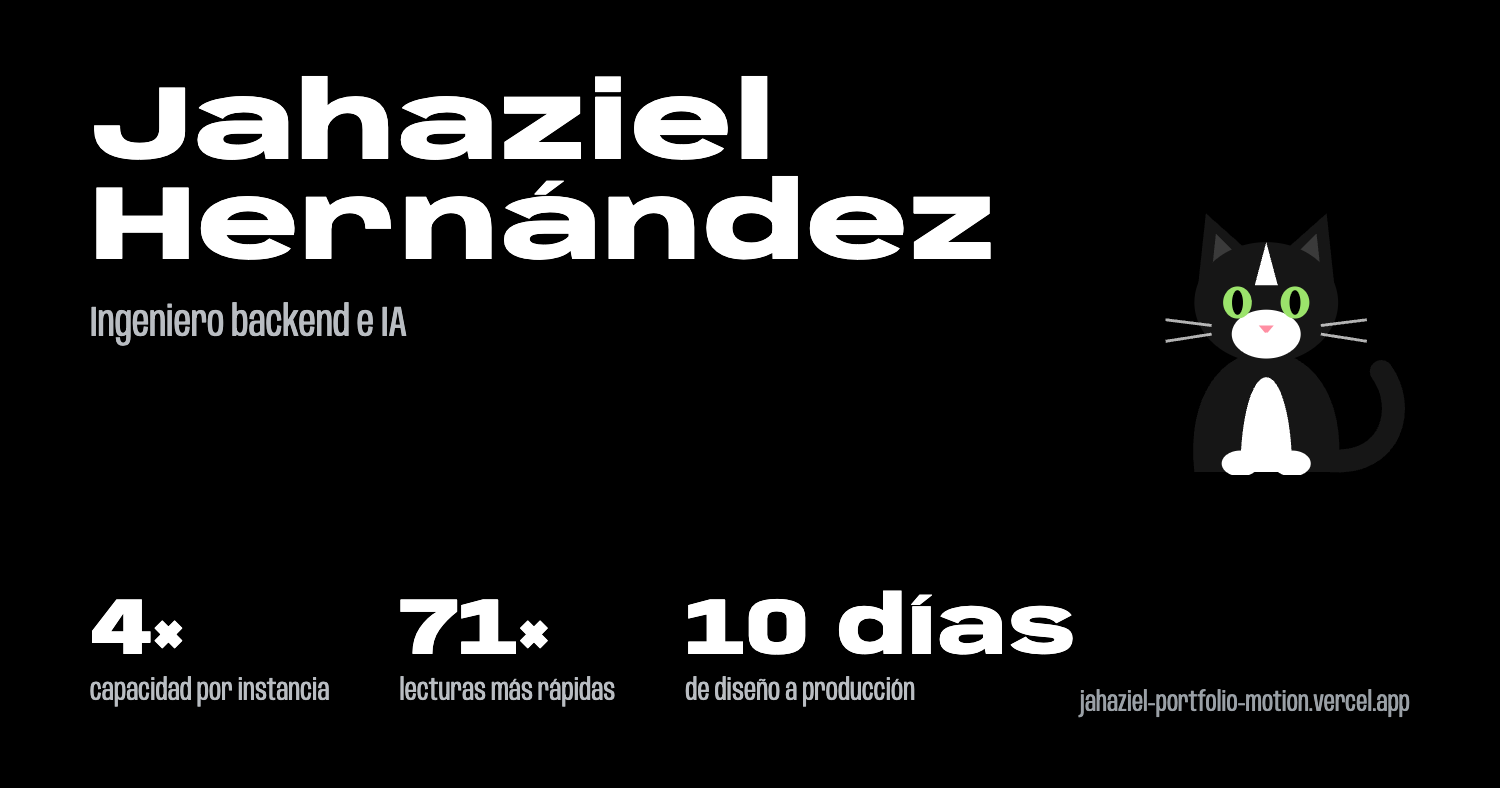 Jahaziel
Hernández
Ingeniero backend e IA
4×
capacidad por instancia
71×
lecturas más rápidas
10 días
de diseño a producción
jahaziel-portfolio-motion.vercel.app